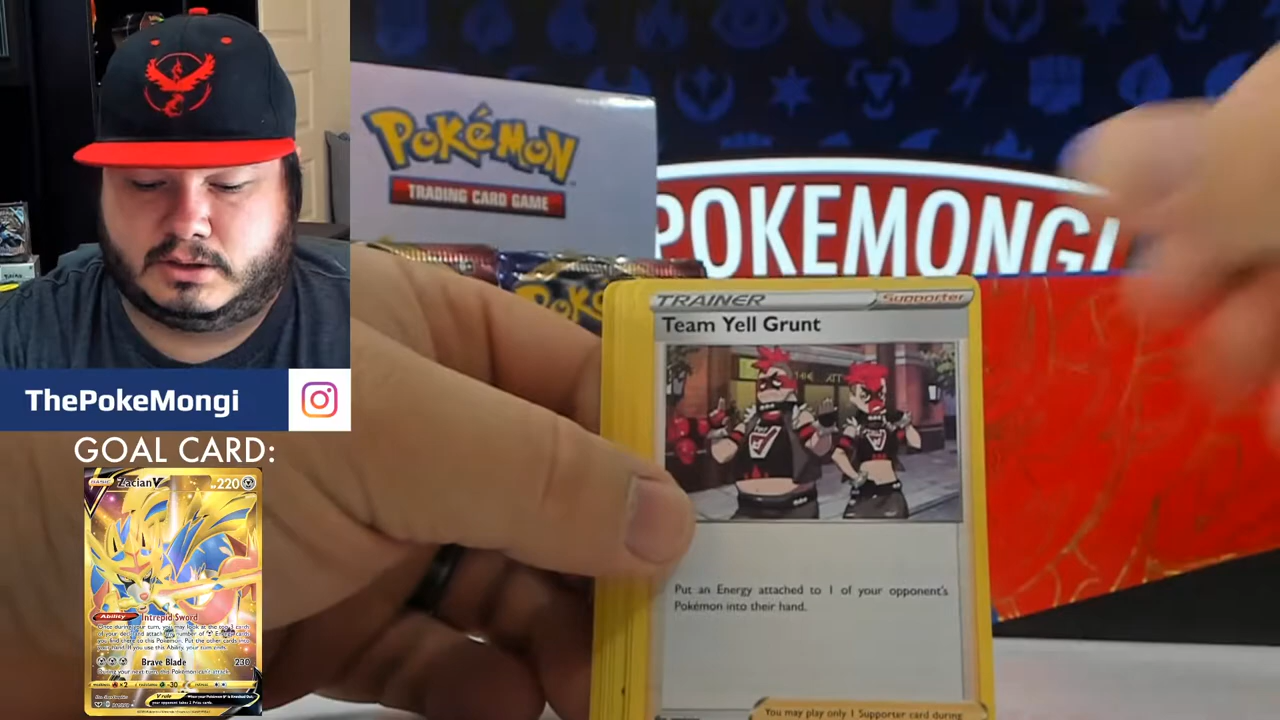 POKéMON
TRADING CARD GAME
POKEMONGI
ThePokeMongi
GOAL CARD:
BASIC Zacian V 220
Ability Intrepid Sword
Brave Blade 230
TRAINER Supporter
Team Yell Grunt
Put an Energy attached to 1 of your opponent's
Pokémon into their hand.
You may play only 1 Supporter card during